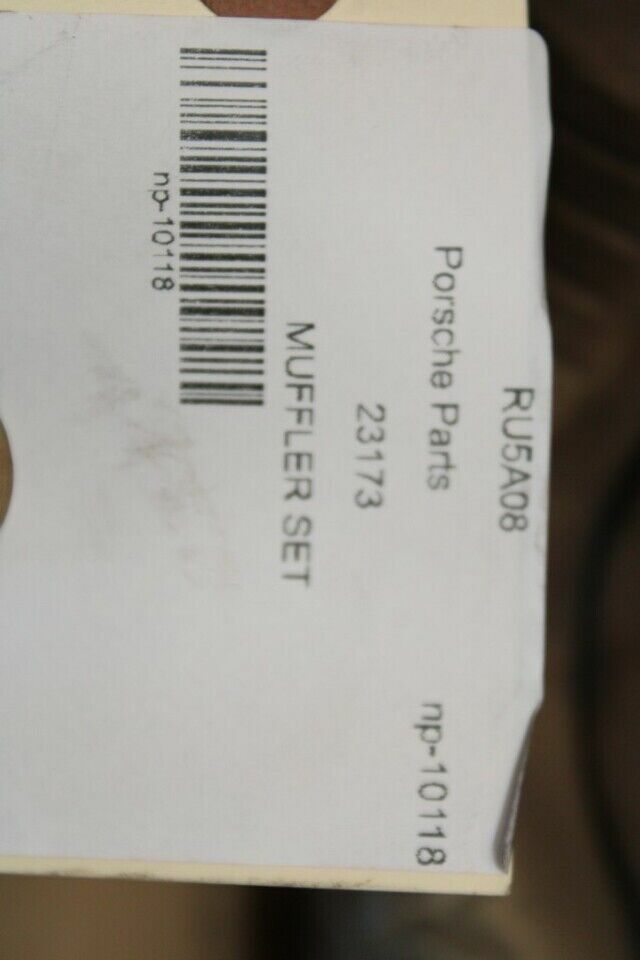 RU5A08
Porsche Parts
np-10118
23173
MUFFLER SET
np-10118